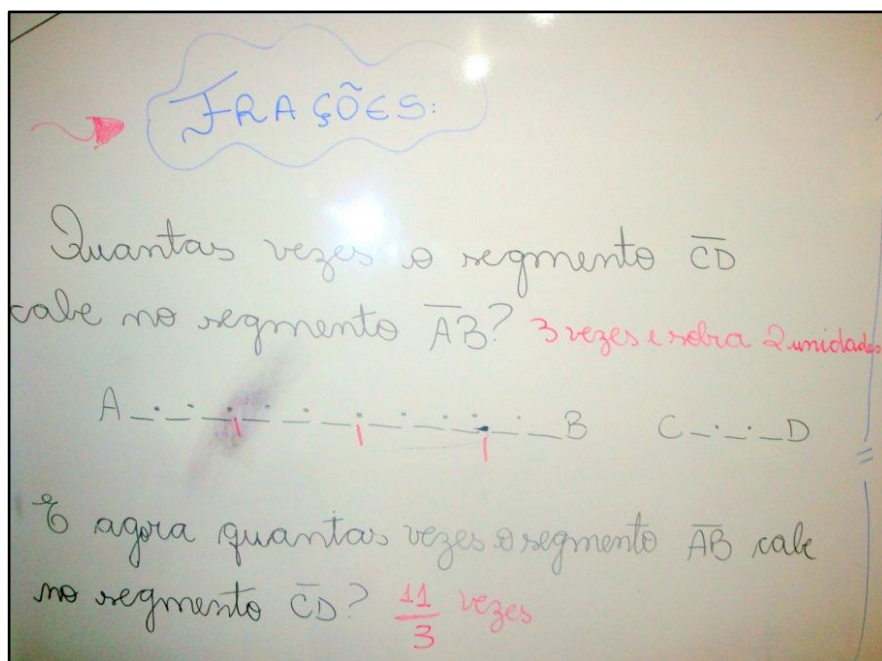 FRAÇÕES:
Quantas vezes o segmento C̅D̅
cabe no segmento A̅B̅? 3 vezes e sobra 2 unidades
A B C D
E agora quantas vezes o segmento A̅B̅ cabe
no segmento C̅D̅? 11/3 vezes